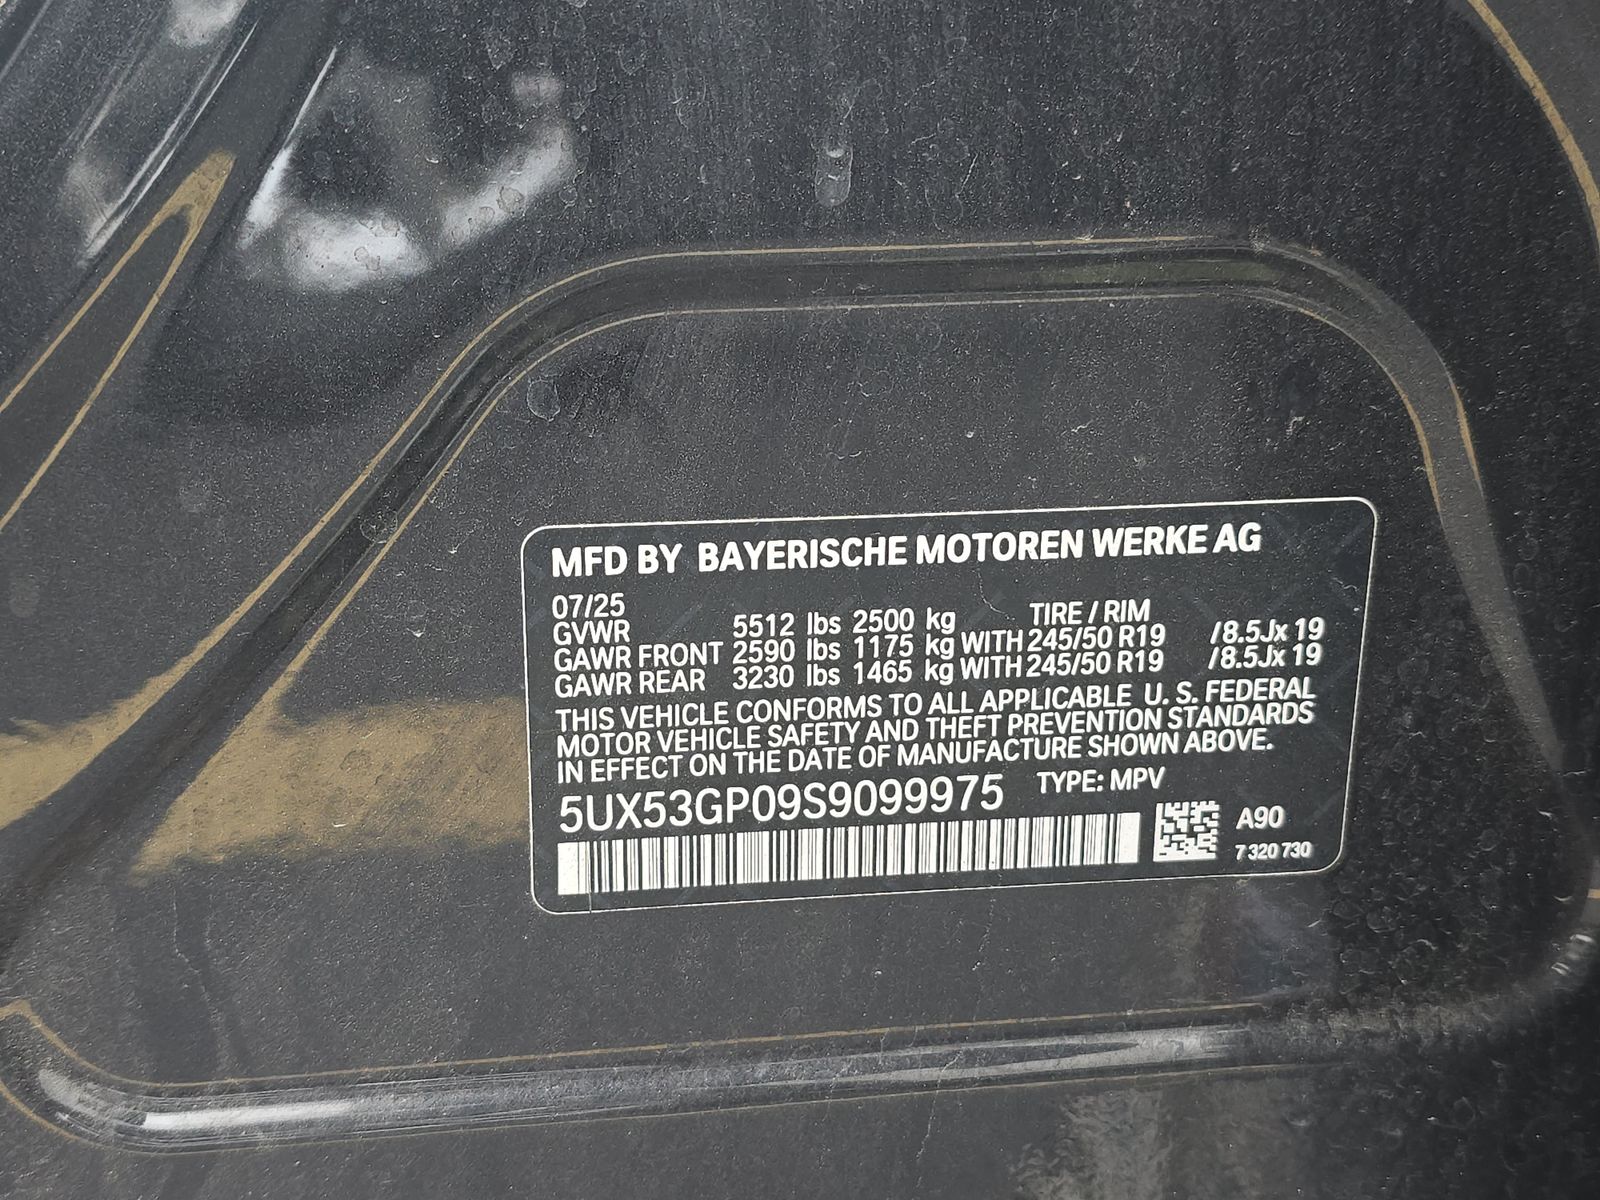 MFD BY BAYERISCHE MOTOREN WERKE AG
07/25
GVWR 5512 lbs 2500 kg TIRE / RIM
GAWR FRONT 2590 lbs 1175 kg WITH 245/50 R19 /8.5Jx 19
GAWR REAR 3230 lbs 1465 kg WITH 245/50 R19 /8.5Jx 19
THIS VEHICLE CONFORMS TO ALL APPLICABLE U. S. FEDERAL
MOTOR VEHICLE SAFETY AND THEFT PREVENTION STANDARDS
IN EFFECT ON THE DATE OF MANUFACTURE SHOWN ABOVE.
5UX53GP09S9099975 TYPE: MPV
A90
7 320 730